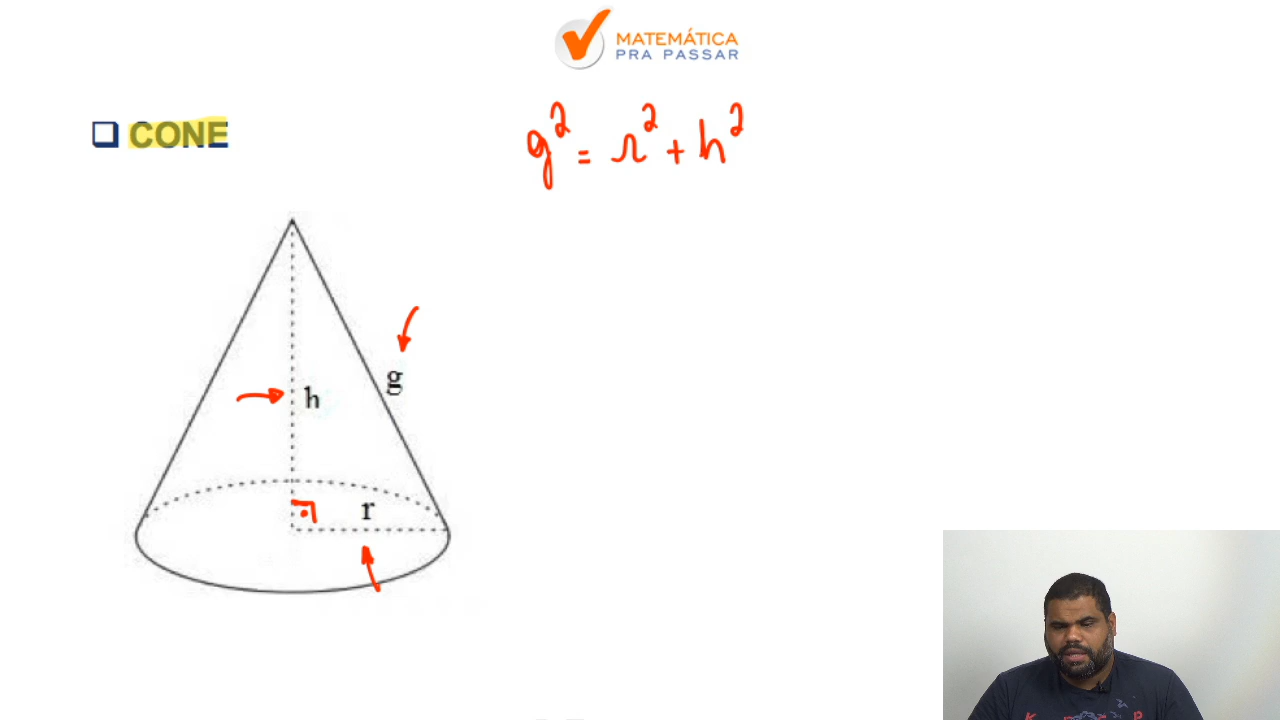 MATEMÁTICA
PRA PASSAR
CONE
g² = r² + h²
h
g
r